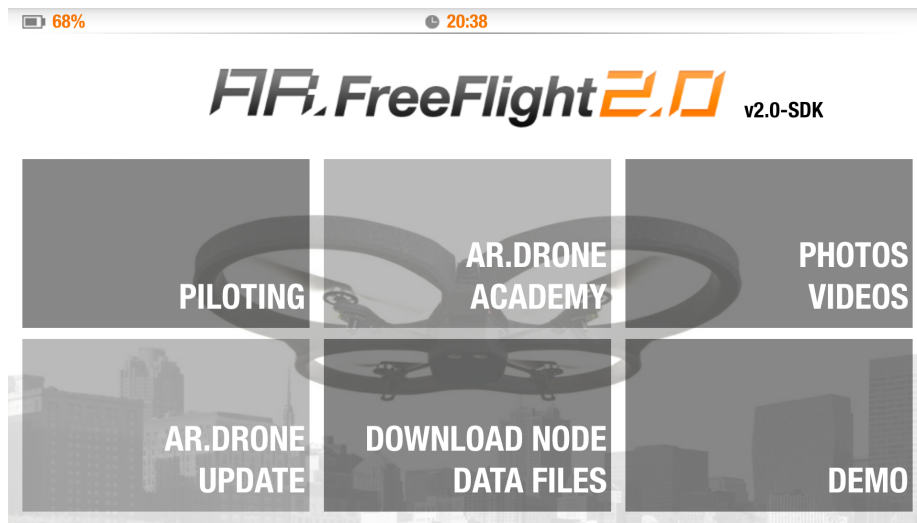 68%
20:38
AR.FreeFlight2.0 v2.0-SDK
PILOTING
AR.DRONE
ACADEMY
PHOTOS
VIDEOS
AR.DRONE
UPDATE
DOWNLOAD NODE
DATA FILES
DEMO